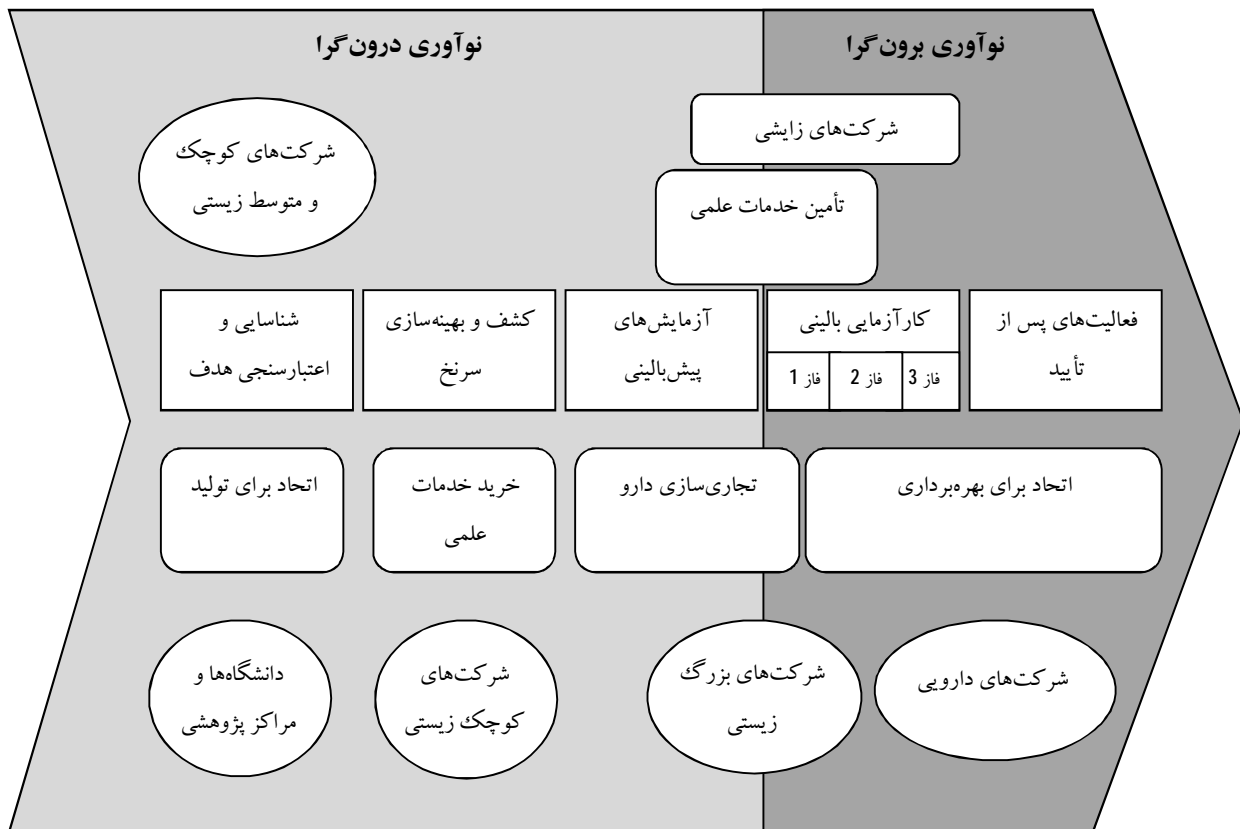 نوآوری درون‌گرا
نوآوری برون‌گرا
شرکت‌های کوچک
و متوسط زیستی
شرکت‌های زایشی
تأمین خدمات علمی
شناسایی و
اعتبارسنجی هدف
کشف و بهینه‌سازی
سرنخ
آزمایش‌های
پیش‌بالینی
کارآزمایی بالینی
فاز 1
فاز 2
فاز 3
فعالیت‌های پس از
تأیید
اتحاد برای تولید
خرید خدمات
علمی
تجاری‌سازی دارو
اتحاد برای بهره‌برداری
دانشگاه‌ها و
مراکز پژوهشی
شرکت‌های
کوچک زیستی
شرکت‌های بزرگ
زیستی
شرکت‌های دارویی